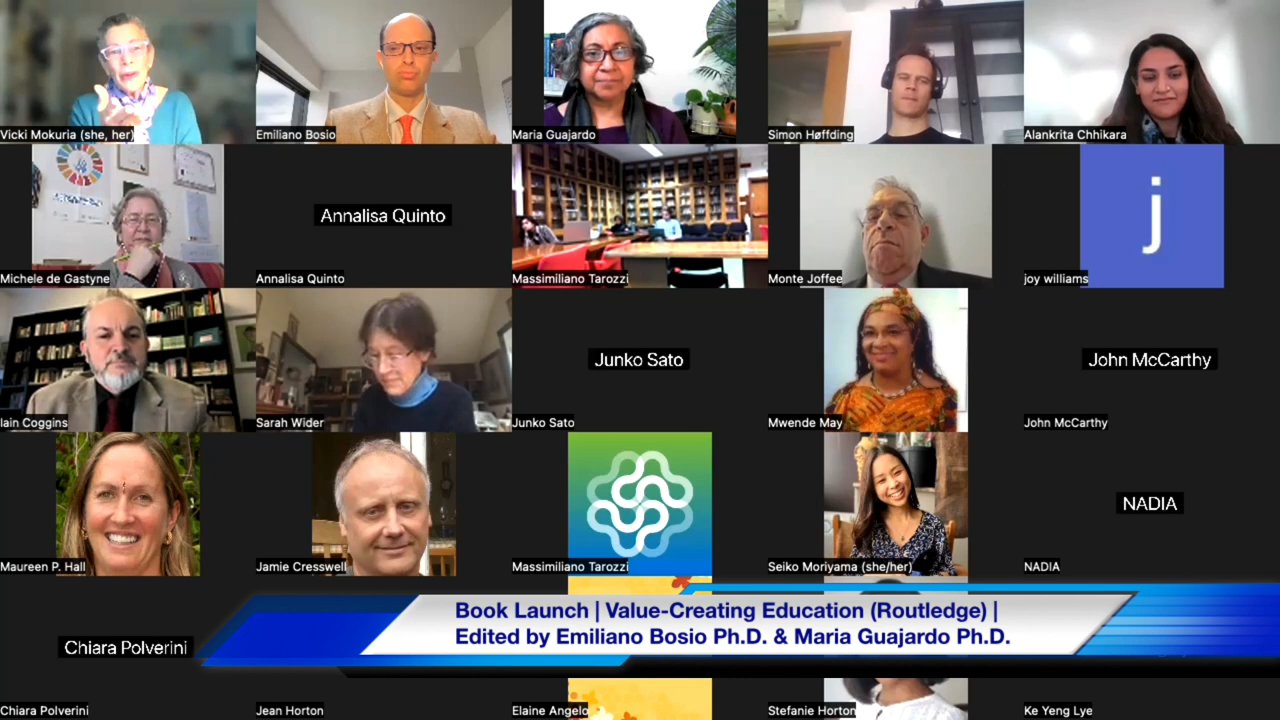 Vicki Mokuria (she, her)
Emiliano Bosio
Maria Guajardo
Simon Høffding
Alankrita Chhikara
Michele de Gastyne
Annalisa Quinto
Annalisa Quinto
Massimiliano Tarozzi
Monte Joffee
j
joy williams
Iain Coggins
Sarah Wider
Junko Sato
Junko Sato
Mwende May
John McCarthy
John McCarthy
Maureen P. Hall
Jamie Cresswell
Massimiliano Tarozzi
Seiko Moriyama (she/her)
NADIA
NADIA
Book Launch | Value-Creating Education (Routledge) |
Edited by Emiliano Bosio Ph.D. & Maria Guajardo Ph.D.
Chiara Polverini
Chiara Polverini
Jean Horton
Elaine Angelo
Stefanie Horton
Ke Yeng Lye